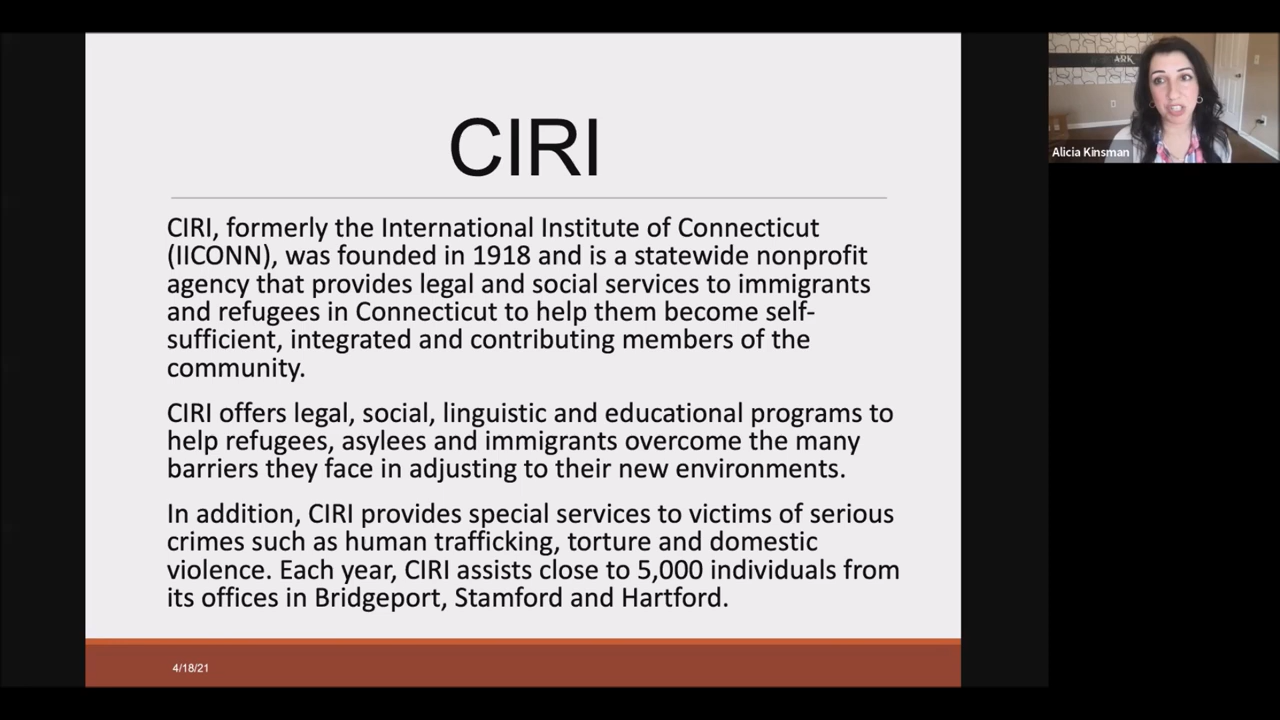 CIRI
CIRI, formerly the International Institute of Connecticut
(IICONN), was founded in 1918 and is a statewide nonprofit
agency that provides legal and social services to immigrants
and refugees in Connecticut to help them become self-
sufficient, integrated and contributing members of the
community.
CIRI offers legal, social, linguistic and educational programs to
help refugees, asylees and immigrants overcome the many
barriers they face in adjusting to their new environments.
In addition, CIRI provides special services to victims of serious
crimes such as human trafficking, torture and domestic
violence. Each year, CIRI assists close to 5,000 individuals from
its offices in Bridgeport, Stamford and Hartford.
4/18/21
Alicia Kinsman